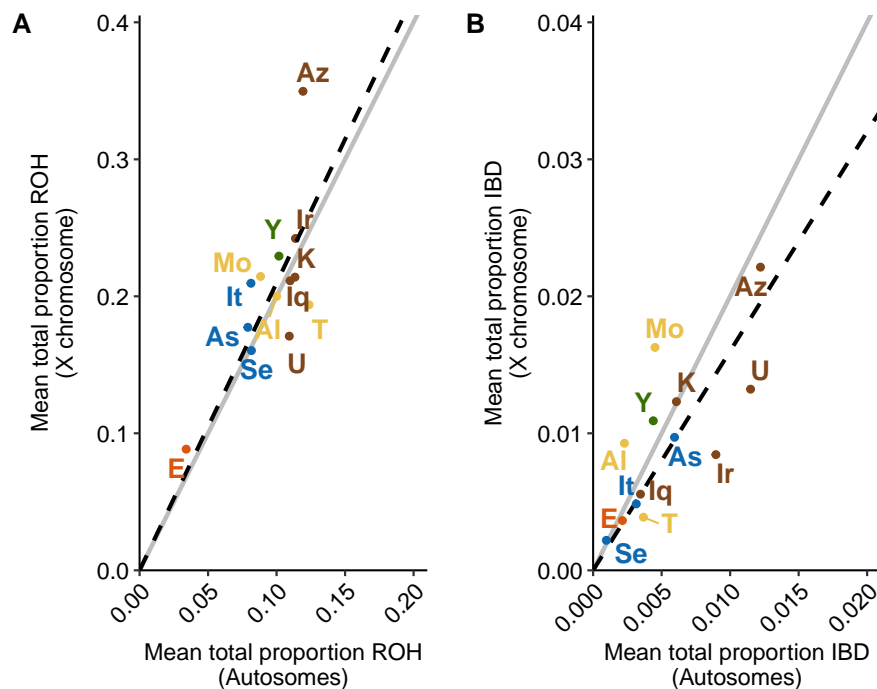 A
Mean total proportion ROH
(X chromosome)
0.4
0.3
0.2
0.1
0.0
Az
Ir
Y
K
Mo
It
Iq
Al
T
As
U
Se
E
0.00
0.05
0.10
0.15
0.20
Mean total proportion ROH
(Autosomes)
B
Mean total proportion IBD
(X chromosome)
0.04
0.03
0.02
0.01
0.00
Az
Mo
U
K
Y
As
Al
Ir
It
Iq
E
T
Se
0.000
0.005
0.010
0.015
0.020
Mean total proportion IBD
(Autosomes)